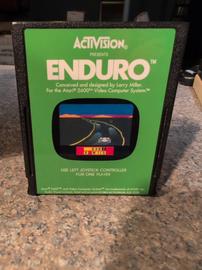 ACTIVISION®
PRESENTS
ENDURO™
Conceived and designed by Larry Miller
For the Atari® 2600™ Video Computer System™
USE LEFT JOYSTICK CONTROLLER
FOR ONE PLAYER